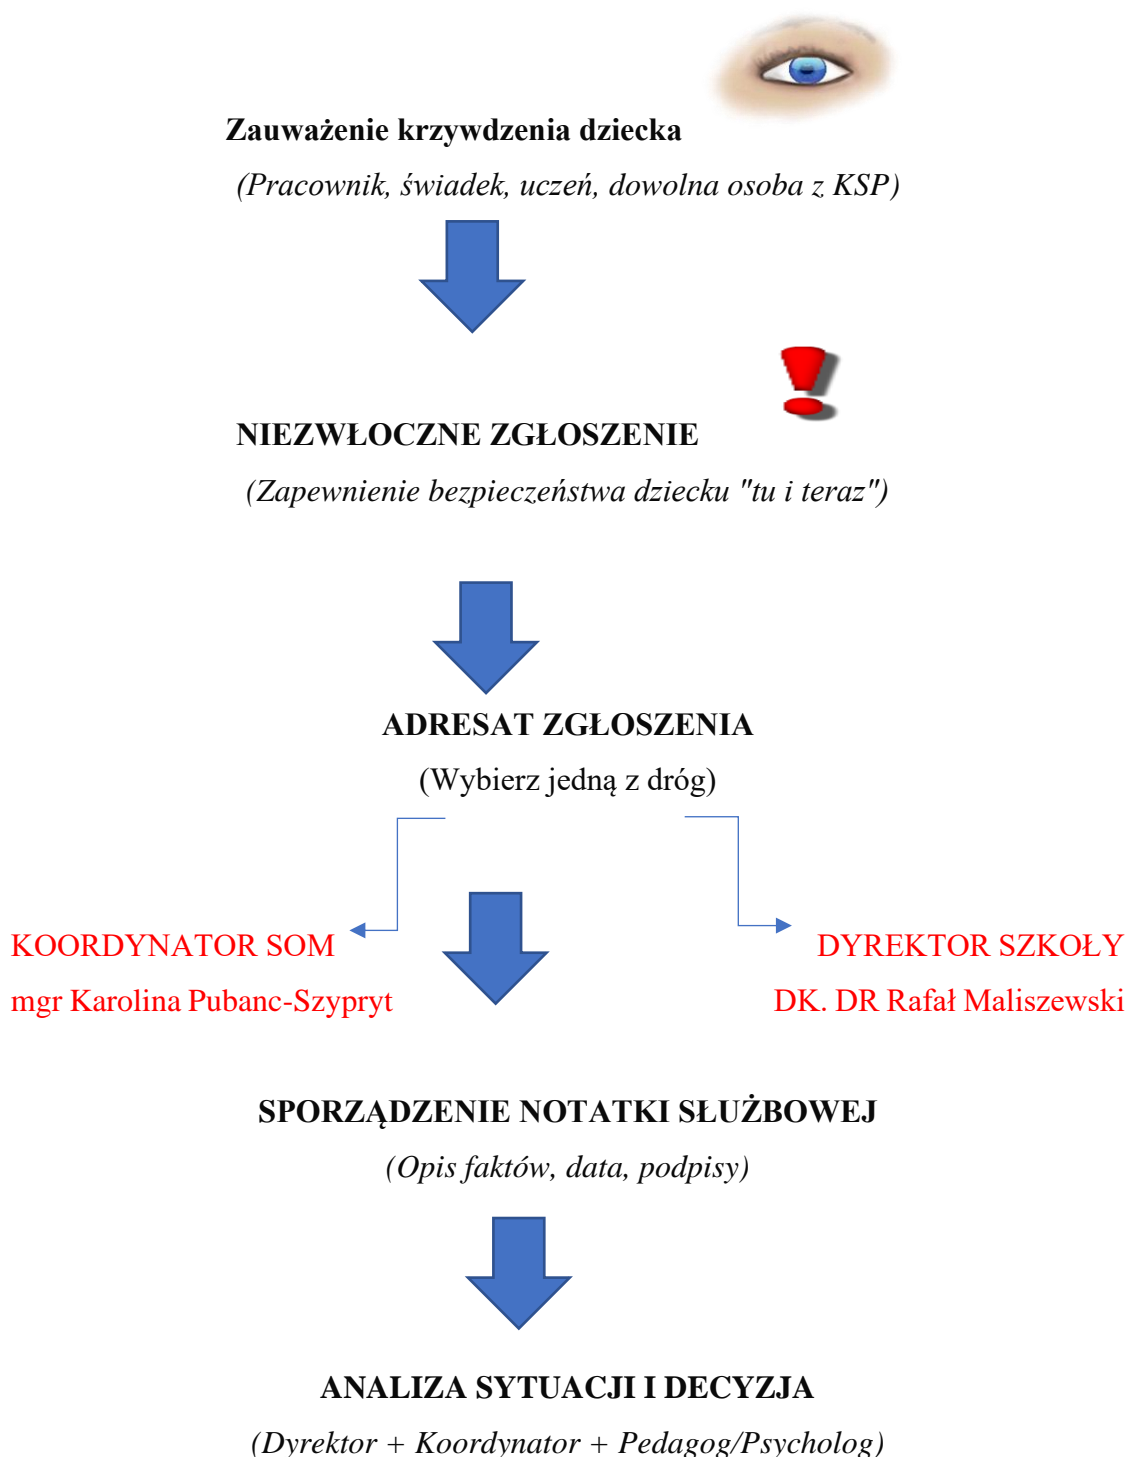 Zauważenie krzywdzenia dziecka
(Pracownik, świadek, uczeń, dowolna osoba z KSP)
NIEZWŁOCZNE ZGŁOSZENIE
(Zapewnienie bezpieczeństwa dziecku "tu i teraz")
ADRESAT ZGŁOSZENIA
(Wybierz jedną z dróg)
KOORDYNATOR SOM
mgr Karolina Pubanc-Szypryt
DYREKTOR SZKOŁY
DK. DR Rafał Maliszewski
SPORZĄDZENIE NOTATKI SŁUŻBOWEJ
(Opis faktów, data, podpisy)
ANALIZA SYTUACJI I DECYZJA
(Dyrektor + Koordynator + Pedagog/Psycholog)